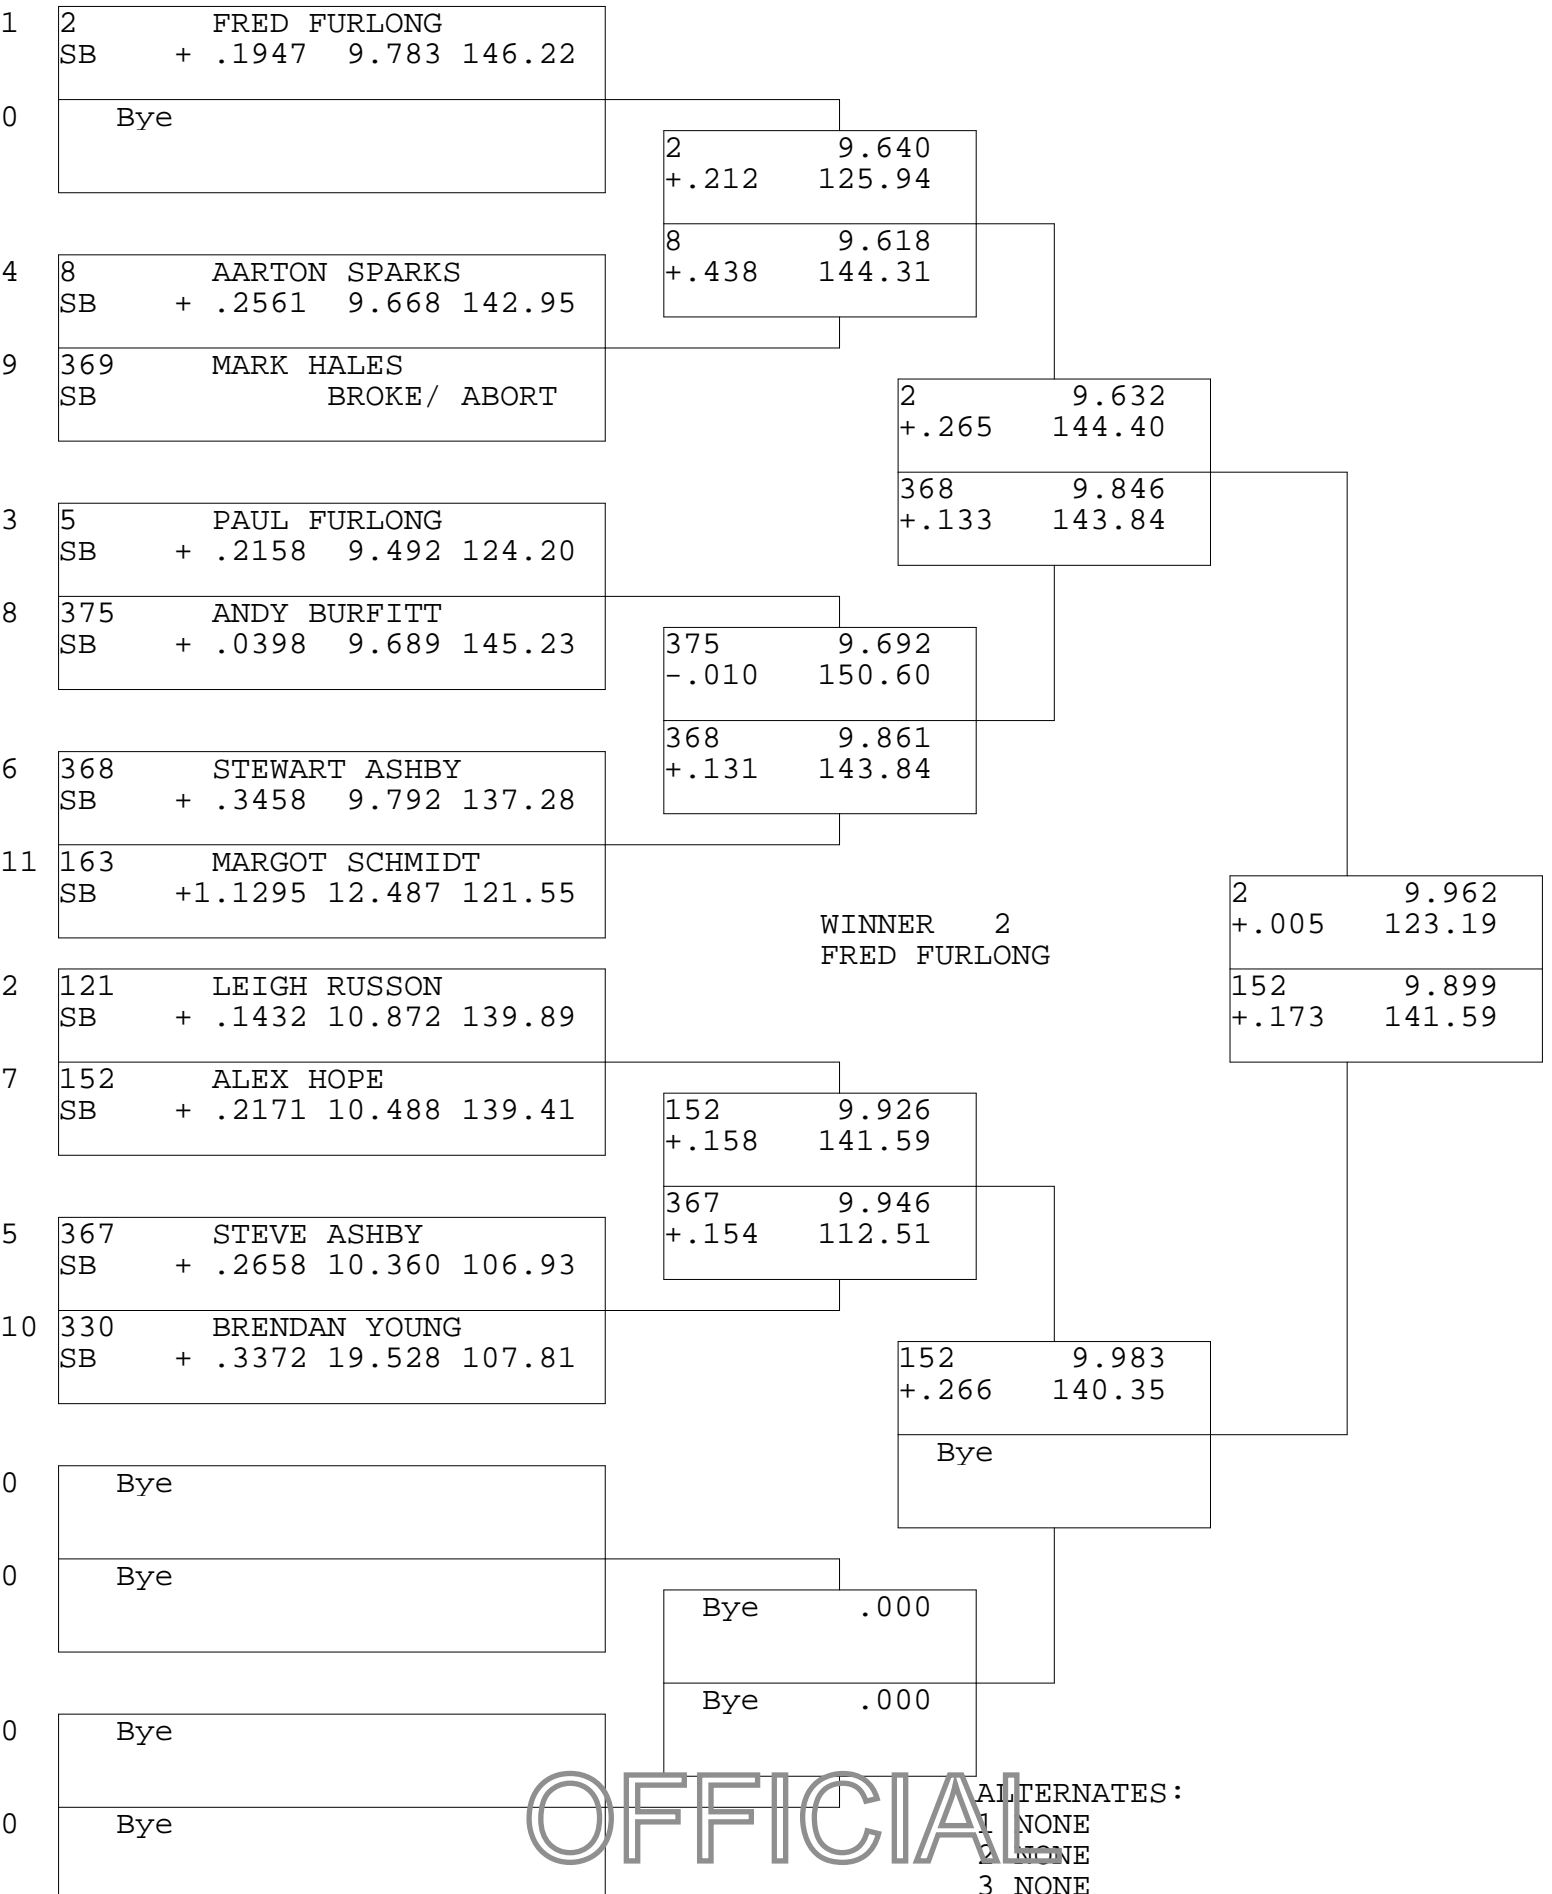 1 2 FRED FURLONG
SB + .1947 9.783 146.22
0 Bye
2 9.640
+.212 125.94
8 9.618
+.438 144.31
4 8 AARTON SPARKS
SB + .2561 9.668 142.95
9 369 MARK HALES
SB BROKE/ ABORT
2 9.632
+.265 144.40
368 9.846
+.133 143.84
3 5 PAUL FURLONG
SB + .2158 9.492 124.20
8 375 ANDY BURFITT
SB + .0398 9.689 145.23
375 9.692
-.010 150.60
368 9.861
+.131 143.84
6 368 STEWART ASHBY
SB + .3458 9.792 137.28
11 163 MARGOT SCHMIDT
SB +1.1295 12.487 121.55
WINNER 2
FRED FURLONG
2 9.962
+.005 123.19
152 9.899
+.173 141.59
2 121 LEIGH RUSSON
SB + .1432 10.872 139.89
7 152 ALEX HOPE
SB + .2171 10.488 139.41
152 9.926
+.158 141.59
367 9.946
+.154 112.51
5 367 STEVE ASHBY
SB + .2658 10.360 106.93
10 330 BRENDAN YOUNG
SB + .3372 19.528 107.81
152 9.983
+.266 140.35
Bye
0 Bye
0 Bye
Bye .000
Bye .000
0 Bye
0 Bye
OFFICIAL
ALTERNATES:
1 NONE
2 NONE
3 NONE